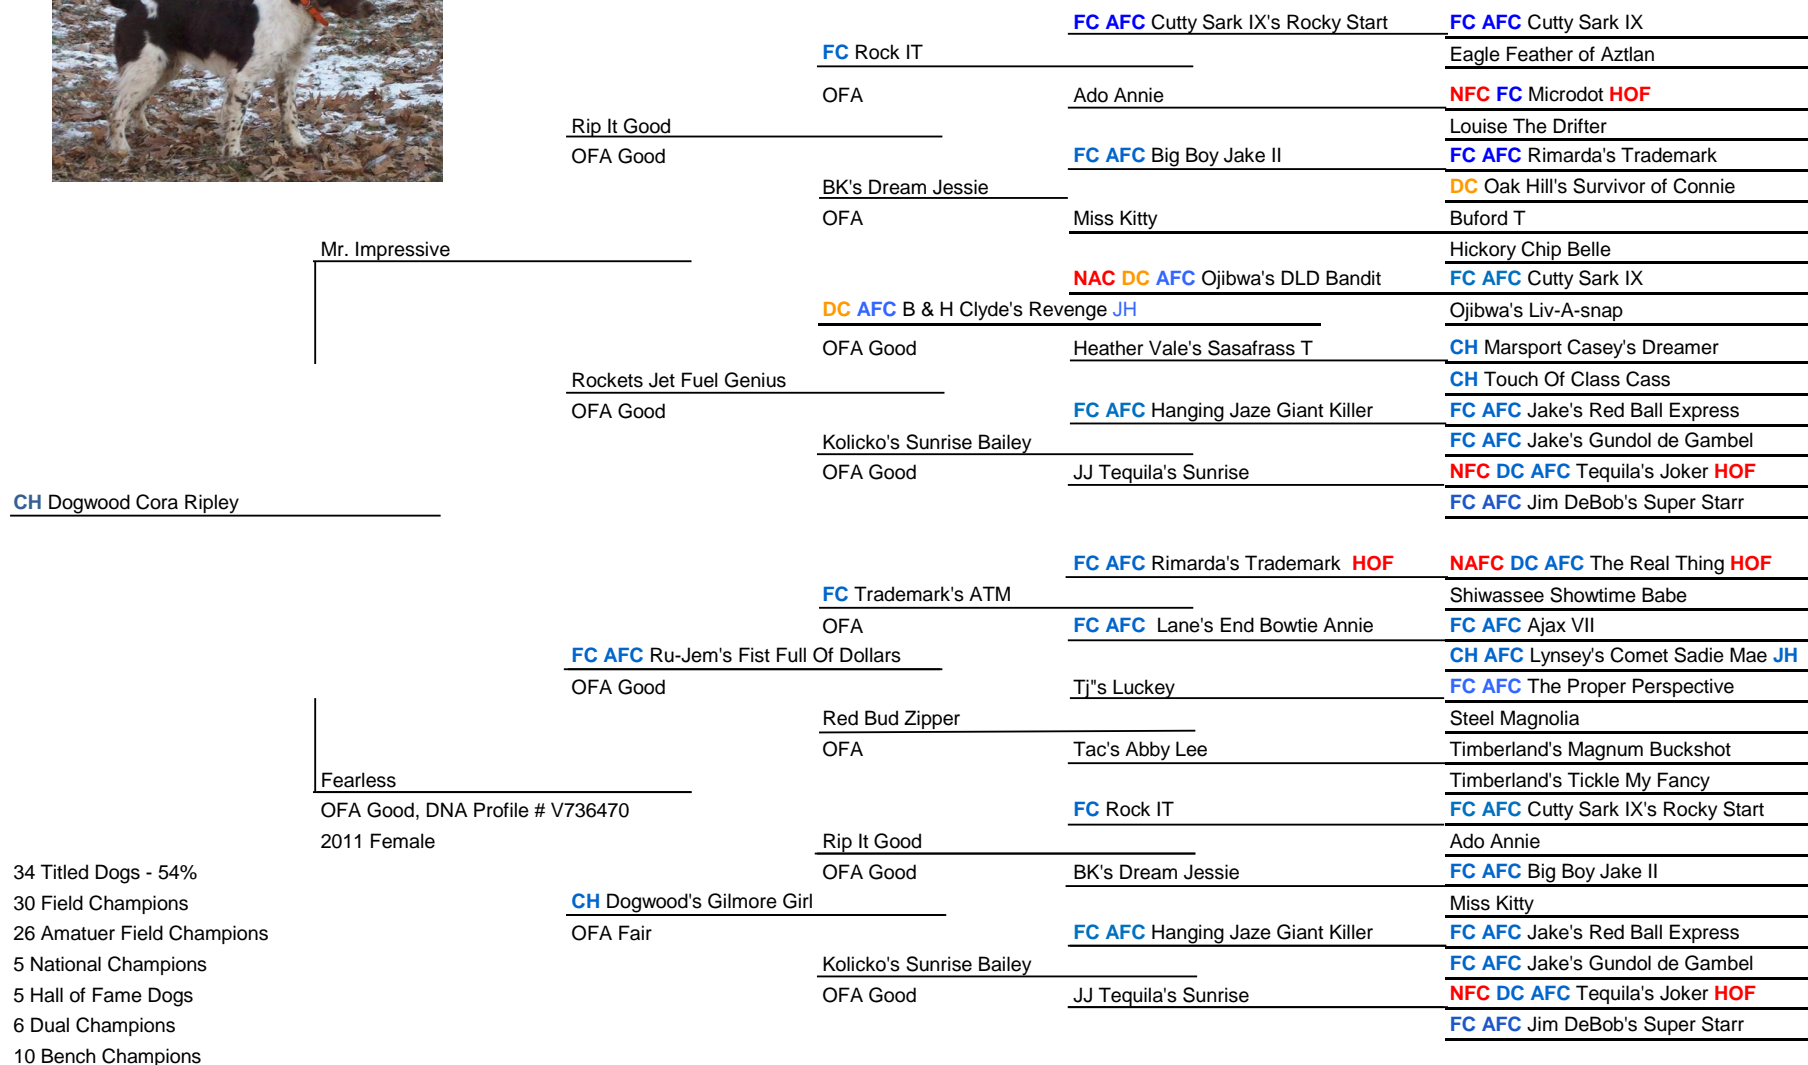 FC AFC Cutty Sark IX's Rocky Start
FC AFC Cutty Sark IX
FC Rock IT
Eagle Feather of Aztlan
OFA
Ado Annie
NFC FC Microdot HOF
Rip It Good
Louise The Drifter
OFA Good
FC AFC Big Boy Jake II
FC AFC Rimarda's Trademark
BK's Dream Jessie
DC Oak Hill's Survivor of Connie
OFA
Miss Kitty
Buford T
Mr. Impressive
Hickory Chip Belle
NAC DC AFC Ojibwa's DLD Bandit
FC AFC Cutty Sark IX
DC AFC B & H Clyde's Revenge JH
Ojibwa's Liv-A-snap
OFA Good
Heather Vale's Sasafrass T
CH Marsport Casey's Dreamer
Rockets Jet Fuel Genius
CH Touch Of Class Cass
OFA Good
FC AFC Hanging Jaze Giant Killer
FC AFC Jake's Red Ball Express
Kolicko's Sunrise Bailey
FC AFC Jake's Gundol de Gambel
OFA Good
JJ Tequila's Sunrise
NFC DC AFC Tequila's Joker HOF
CH Dogwood Cora Ripley
FC AFC Jim DeBob's Super Starr
FC AFC Rimarda's Trademark HOF
NAFC DC AFC The Real Thing HOF
FC Trademark's ATM
Shiwassee Showtime Babe
OFA
FC AFC Lane's End Bowtie Annie
FC AFC Ajax VII
FC AFC Ru-Jem's Fist Full Of Dollars
CH AFC Lynsey's Comet Sadie Mae JH
OFA Good
Tj"s Luckey
FC AFC The Proper Perspective
Red Bud Zipper
Steel Magnolia
OFA
Tac's Abby Lee
Timberland's Magnum Buckshot
Fearless
Timberland's Tickle My Fancy
OFA Good, DNA Profile # V736470
FC Rock IT
FC AFC Cutty Sark IX's Rocky Start
2011 Female
Rip It Good
Ado Annie
34 Titled Dogs - 54%
OFA Good
BK's Dream Jessie
FC AFC Big Boy Jake II
30 Field Champions
CH Dogwood's Gilmore Girl
Miss Kitty
26 Amatuer Field Champions
OFA Fair
FC AFC Hanging Jaze Giant Killer
FC AFC Jake's Red Ball Express
5 National Champions
Kolicko's Sunrise Bailey
FC AFC Jake's Gundol de Gambel
5 Hall of Fame Dogs
OFA Good
JJ Tequila's Sunrise
NFC DC AFC Tequila's Joker HOF
6 Dual Champions
FC AFC Jim DeBob's Super Starr
10 Bench Champions